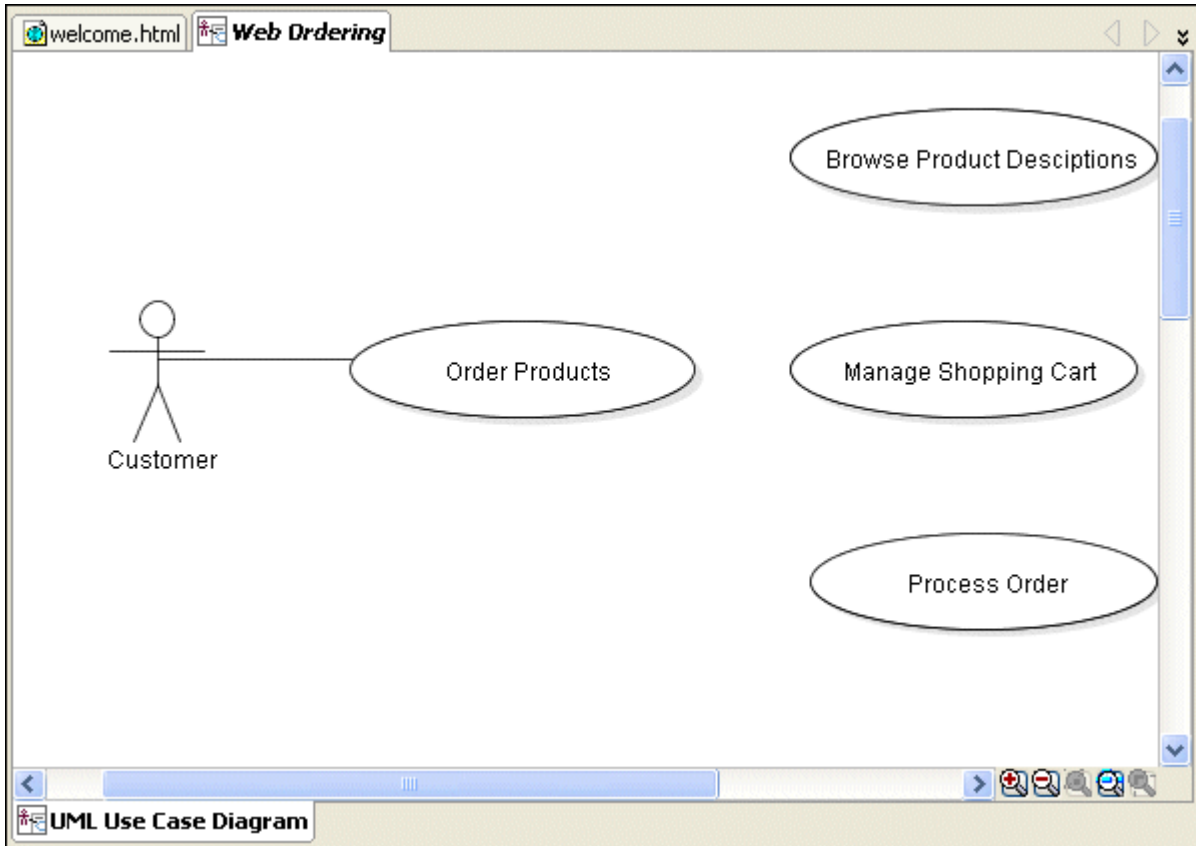 welcome.html
Web Ordering
Browse Product Desciptions
Order Products
Manage Shopping Cart
Customer
Process Order
UML Use Case Diagram